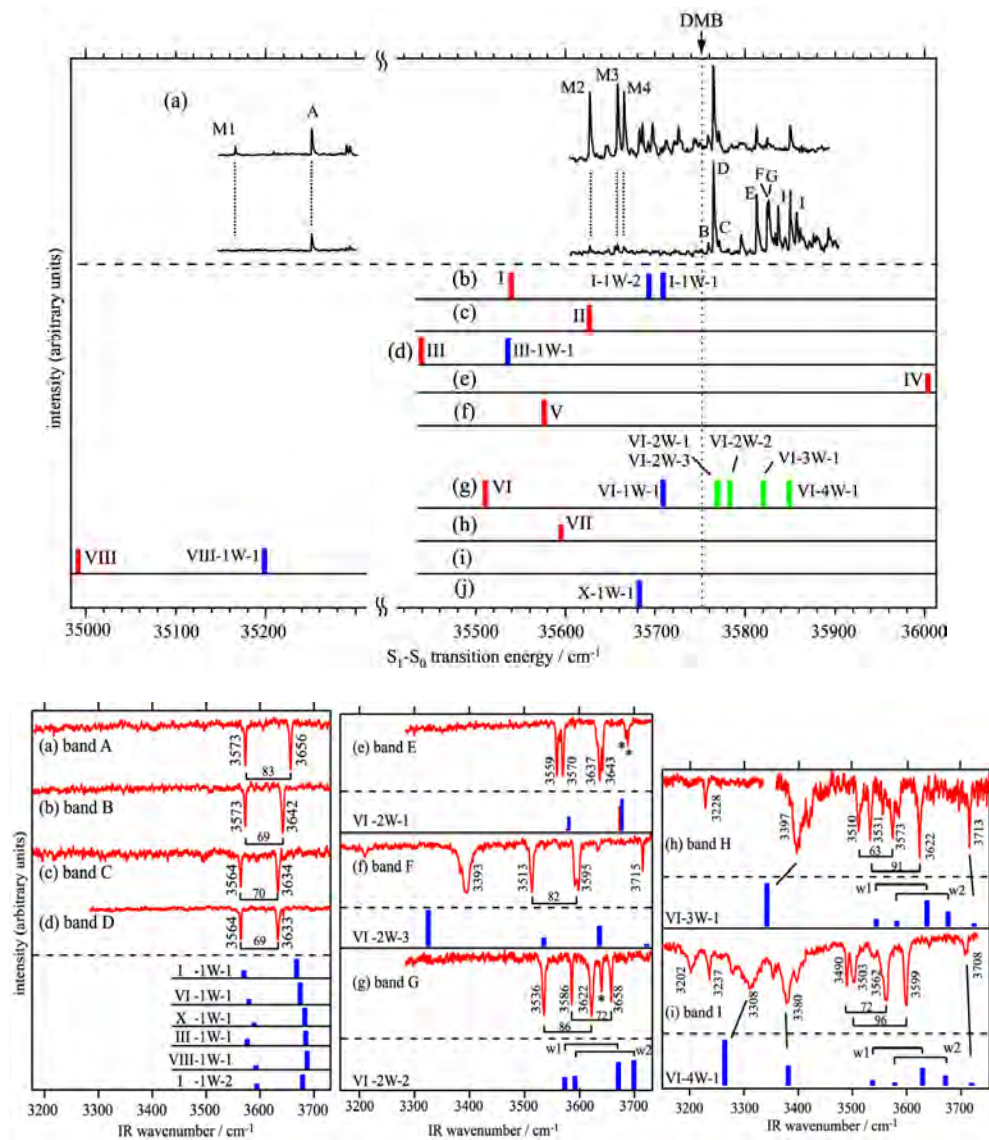 DMB
(a)
M1
A
M2
M3
M4
D
F G
E
V
H
I
B
C
(b)
I
I-1W-2
I-1W-1
(c)
II
(d)
III
III-1W-1
(e)
IV
(f)
V
VI-2W-1
VI-2W-3
VI-2W-2
VI-3W-1
(g)
VI
VI-1W-1
VI-4W-1
(h)
VII
VIII
VIII-1W-1
(i)
(j)
X-1W-1
35000
35100
35200
35500
35600
35700
35800
35900
36000
S1-S0 transition energy / cm-1
intensity (arbitrary units)
(a) band A
3573
3656
83
(b) band B
3573
3642
69
(c) band C
3564
3634
70
(d) band D
3564
3633
69
I -1W-1
VI -1W-1
X -1W-1
III -1W-1
VIII-1W-1
I -1W-2
3200
3300
3400
3500
3600
3700
IR wavenumber / cm-1
intensity (arbitrary units)
(e) band E
3559
3570
3637
3643
*
*
VI -2W-1
(f) band F
3393
3513
3595
3715
82
VI -2W-3
(g) band G
3536
3586
3622
*
3658
72
86
w1
w2
VI -2W-2
3300
3400
3500
3600
3700
IR wavenumber / cm-1
(h) band H
3228
3397
3510
3531
3573
3622
3713
63
91
w1
w2
VI-3W-1
(i) band I
3202
3237
3308
3380
3490
3503
3562
3599
3708
72
96
w1
w2
VI-4W-1
3200
3300
3400
3500
3600
3700
IR wavenumber / cm-1